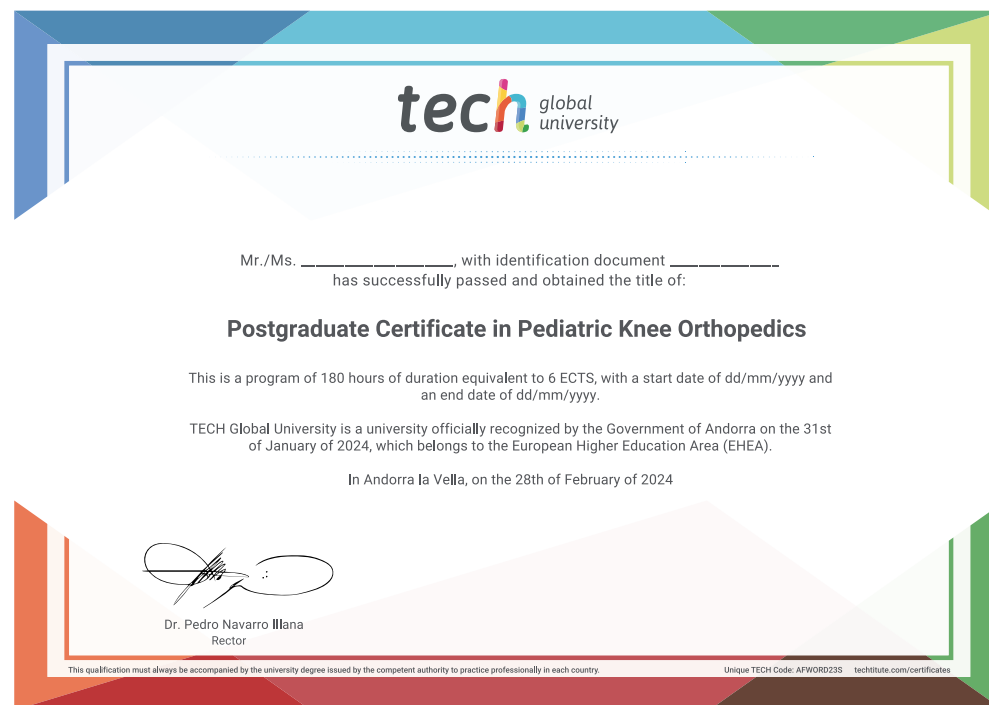 tech global university
Mr./Ms. ____________________, with identification document ______________
has successfully passed and obtained the title of:
Postgraduate Certificate in Pediatric Knee Orthopedics
This is a program of 180 hours of duration equivalent to 6 ECTS, with a start date of dd/mm/yyyy and
an end date of dd/mm/yyyy.
TECH Global University is a university officially recognized by the Government of Andorra on the 31st
of January of 2024, which belongs to the European Higher Education Area (EHEA).
In Andorra la Vella, on the 28th of February of 2024
Dr. Pedro Navarro Illana
Rector
This qualification must always be accompanied by the university degree issued by the competent authority to practice professionally in each country. Unique TECH Code: AFWORD23S techtitute.com/certificates